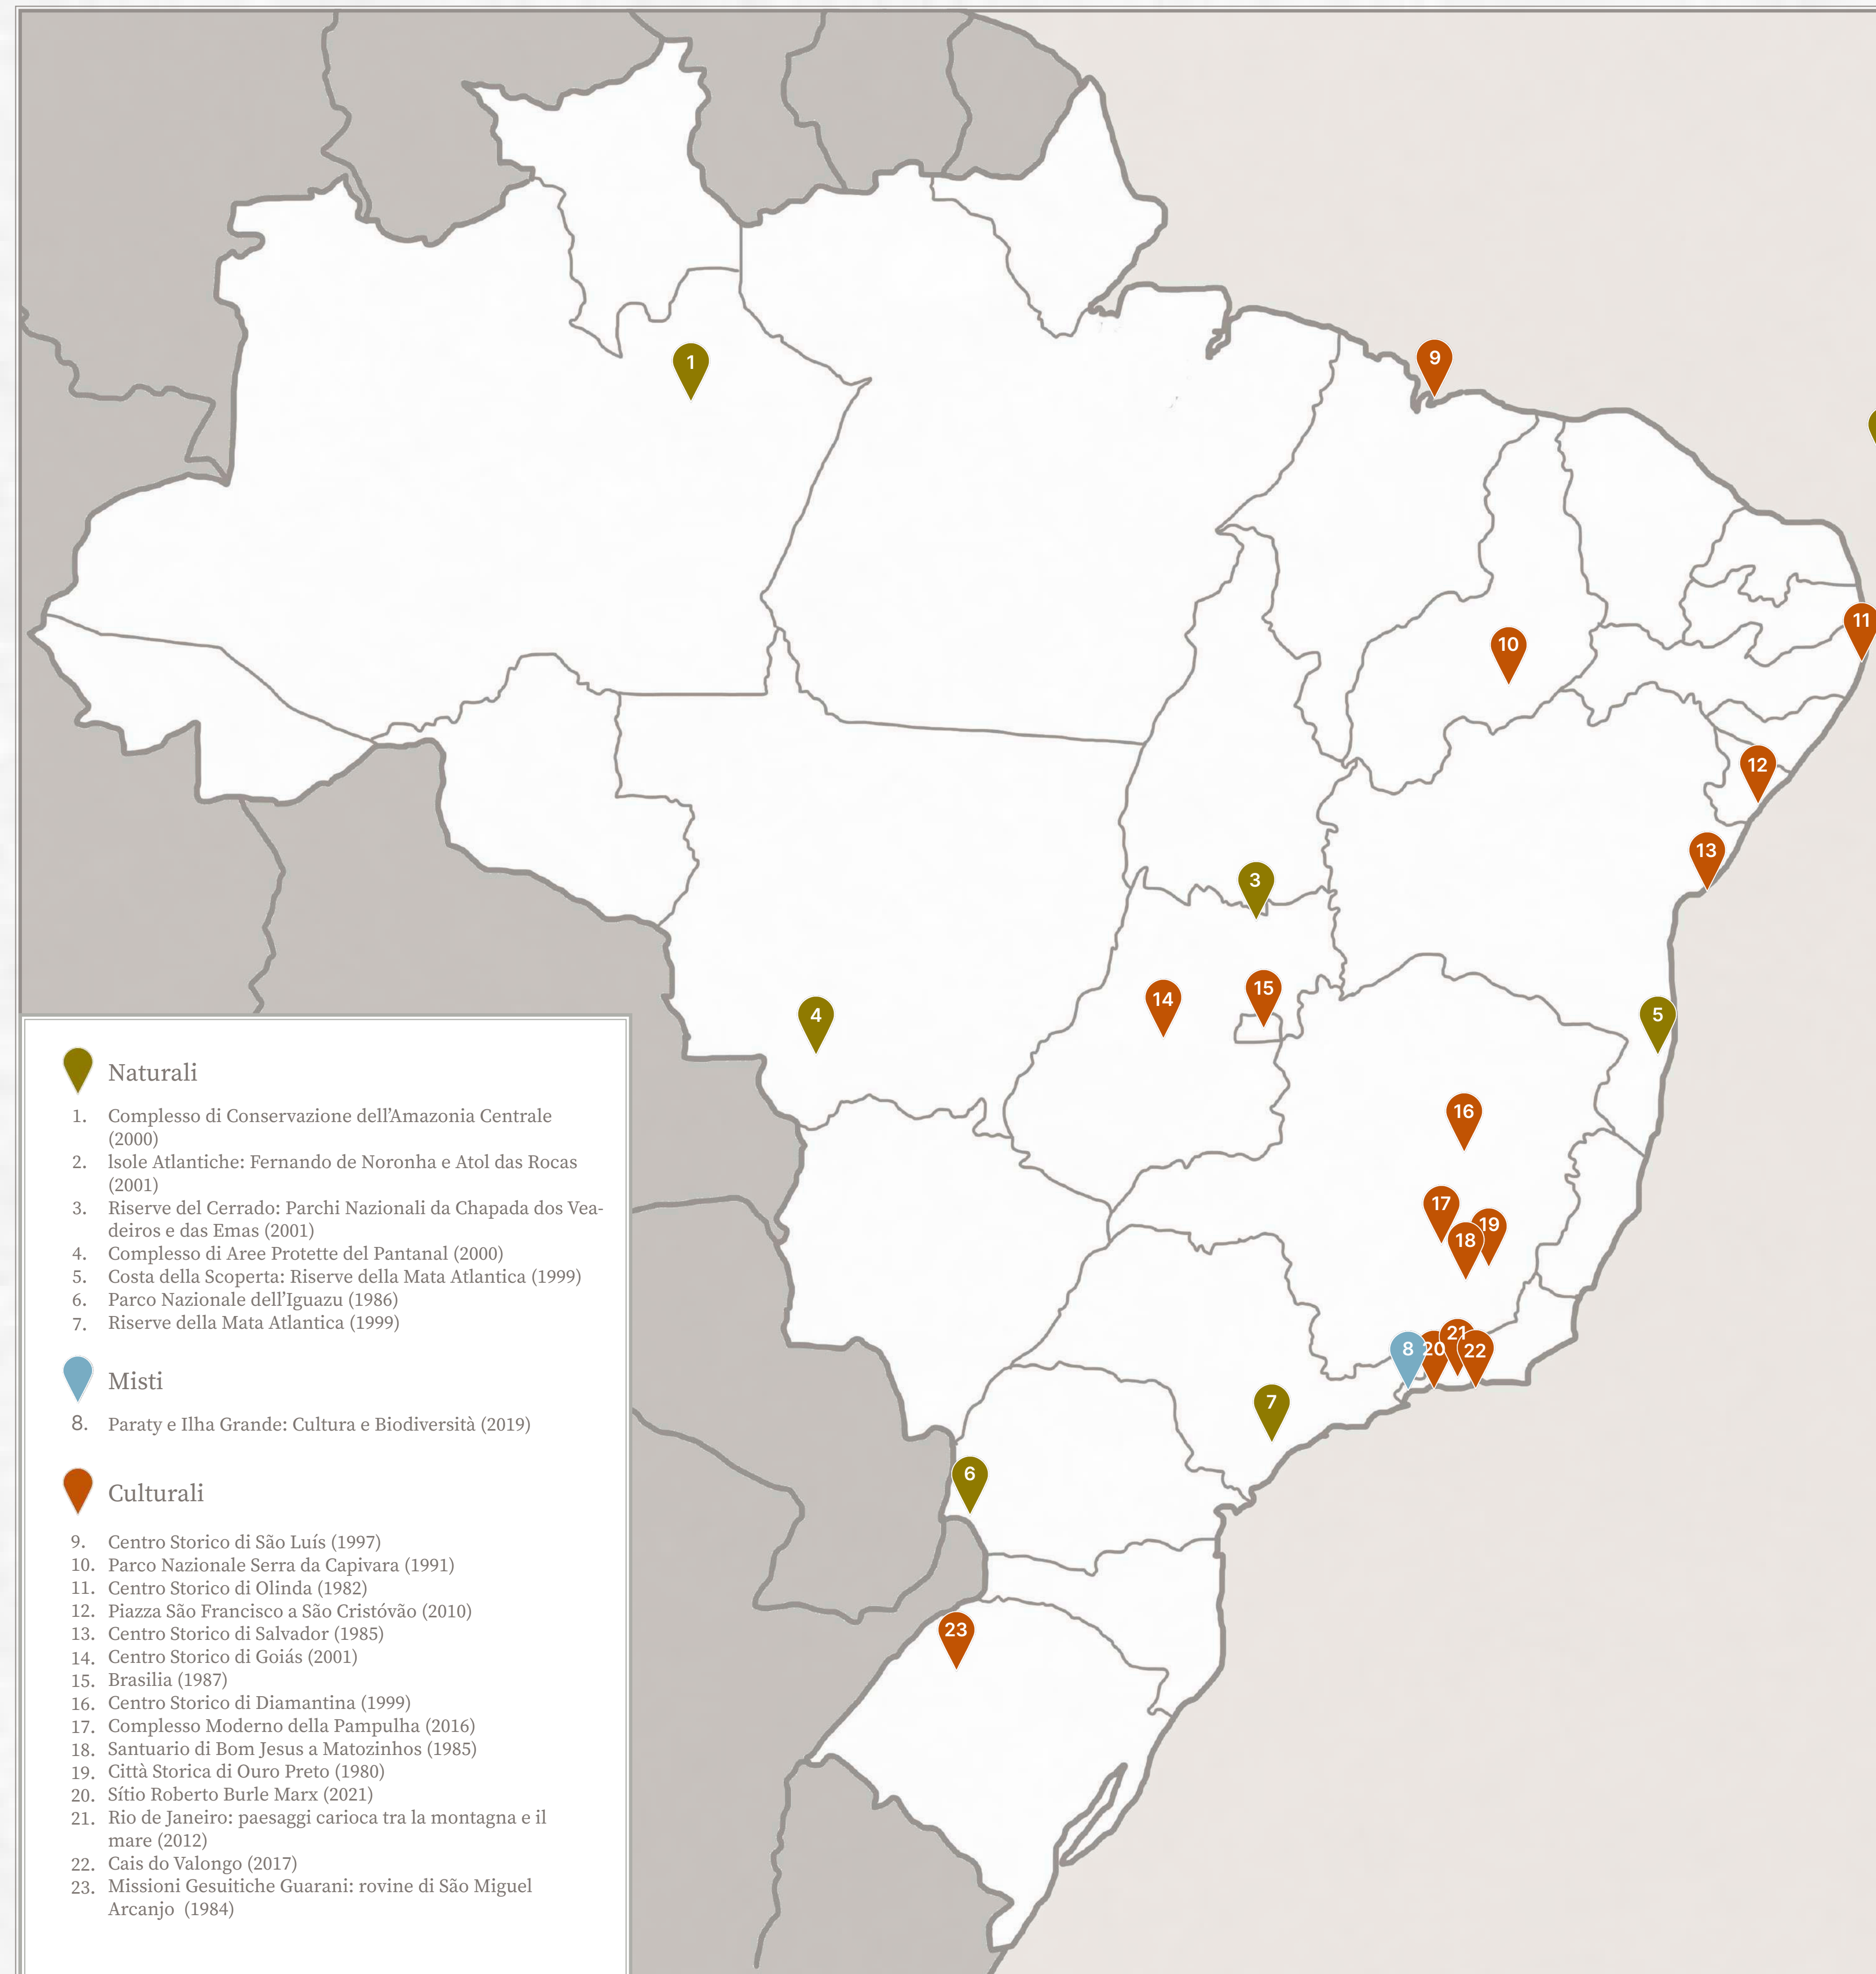 1
9
11
10
12
13
3
15
14
4
5
16
17
19
18
21
8
20
22
7
6
23
Naturali
1. Complesso di Conservazione dell'Amazonia Centrale
(2000)
2. lsole Atlantiche: Fernando de Noronha e Atol das Rocas
(2001)
3. Riserve del Cerrado: Parchi Nazionali da Chapada dos Vea-
deiros e das Emas (2001)
4. Complesso di Aree Protette del Pantanal (2000)
5. Costa della Scoperta: Riserve della Mata Atlantica (1999)
6. Parco Nazionale dell'Iguazu (1986)
7. Riserve della Mata Atlantica (1999)
Misti
8. Paraty e Ilha Grande: Cultura e Biodiversità (2019)
Culturali
9. Centro Storico di São Luís (1997)
10. Parco Nazionale Serra da Capivara (1991)
11. Centro Storico di Olinda (1982)
12. Piazza São Francisco a São Cristóvão (2010)
13. Centro Storico di Salvador (1985)
14. Centro Storico di Goiás (2001)
15. Brasilia (1987)
16. Centro Storico di Diamantina (1999)
17. Complesso Moderno della Pampulha (2016)
18. Santuario di Bom Jesus a Matozinhos (1985)
19. Città Storica di Ouro Preto (1980)
20. Sítio Roberto Burle Marx (2021)
21. Rio de Janeiro: paesaggi carioca tra la montagna e il
mare (2012)
22. Cais do Valongo (2017)
23. Missioni Gesuitiche Guarani: rovine di São Miguel
Arcanjo (1984)